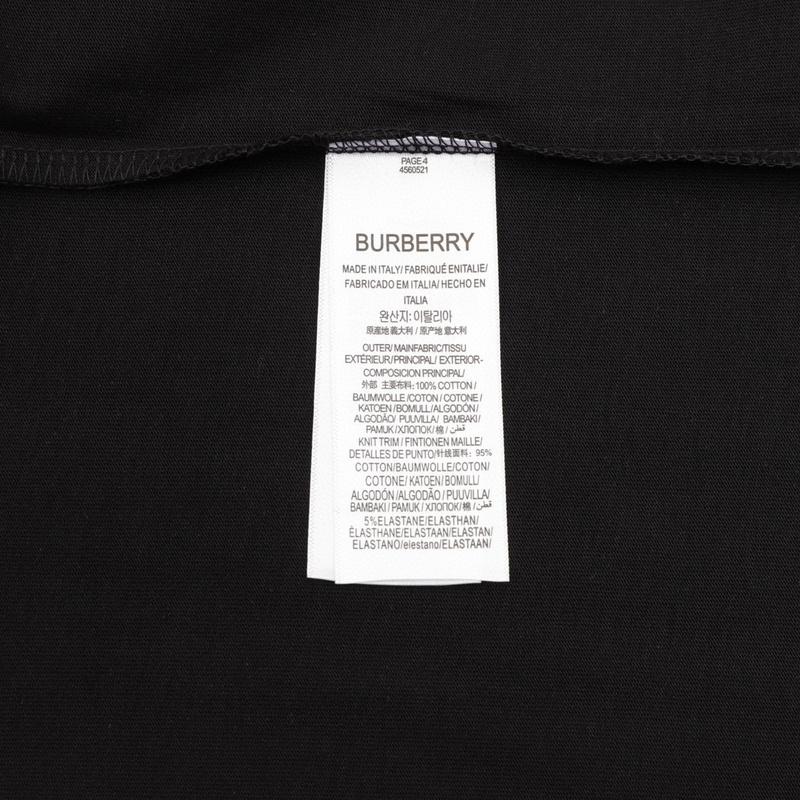 PAGE 4
4560521
BURBERRY
MADE IN ITALY/ FABRIQUÉ ENITALIE/
FABRICADO EM ITALIA/ HECHO EN
ITALIA
완산지: 이탈리아
原産地 義大利 / 原产地 意大利
OUTER/ MAINFABRIC/TISSU
EXTÉRIEUR/PRINCIPAL/ EXTERIOR-
COMPOSICION PRINCIPAL/
外部 主要布料: 100% COTTON /
BAUMWOLLE /COTON / COTONE /
KATOEN / BOMULL/ ALGODÓN /
ALGODÃO/ PUUVILLA/ BAMBAKI/
PAMUK / ХЛОПОК/ 棉 / قطن
KNIT TRIM / FINTIONEN MAILLE/
DETALLES DE PUNTO/针线面料: 95%
COTTON/BAUMWOLLE/COTON/
COTONE/ KATOEN / BOMULL/
ALGODÓN /ALGODÃO / PUUVILLA/
BAMBAKI / PAMUK / ХЛОПОК/ 棉 / قطن
5%ELASTANE/ELASTHAN/
ÉLASTHANE/ELASTAAN/ELASTAN/
ELASTANO/elestano/ELASTAAN/